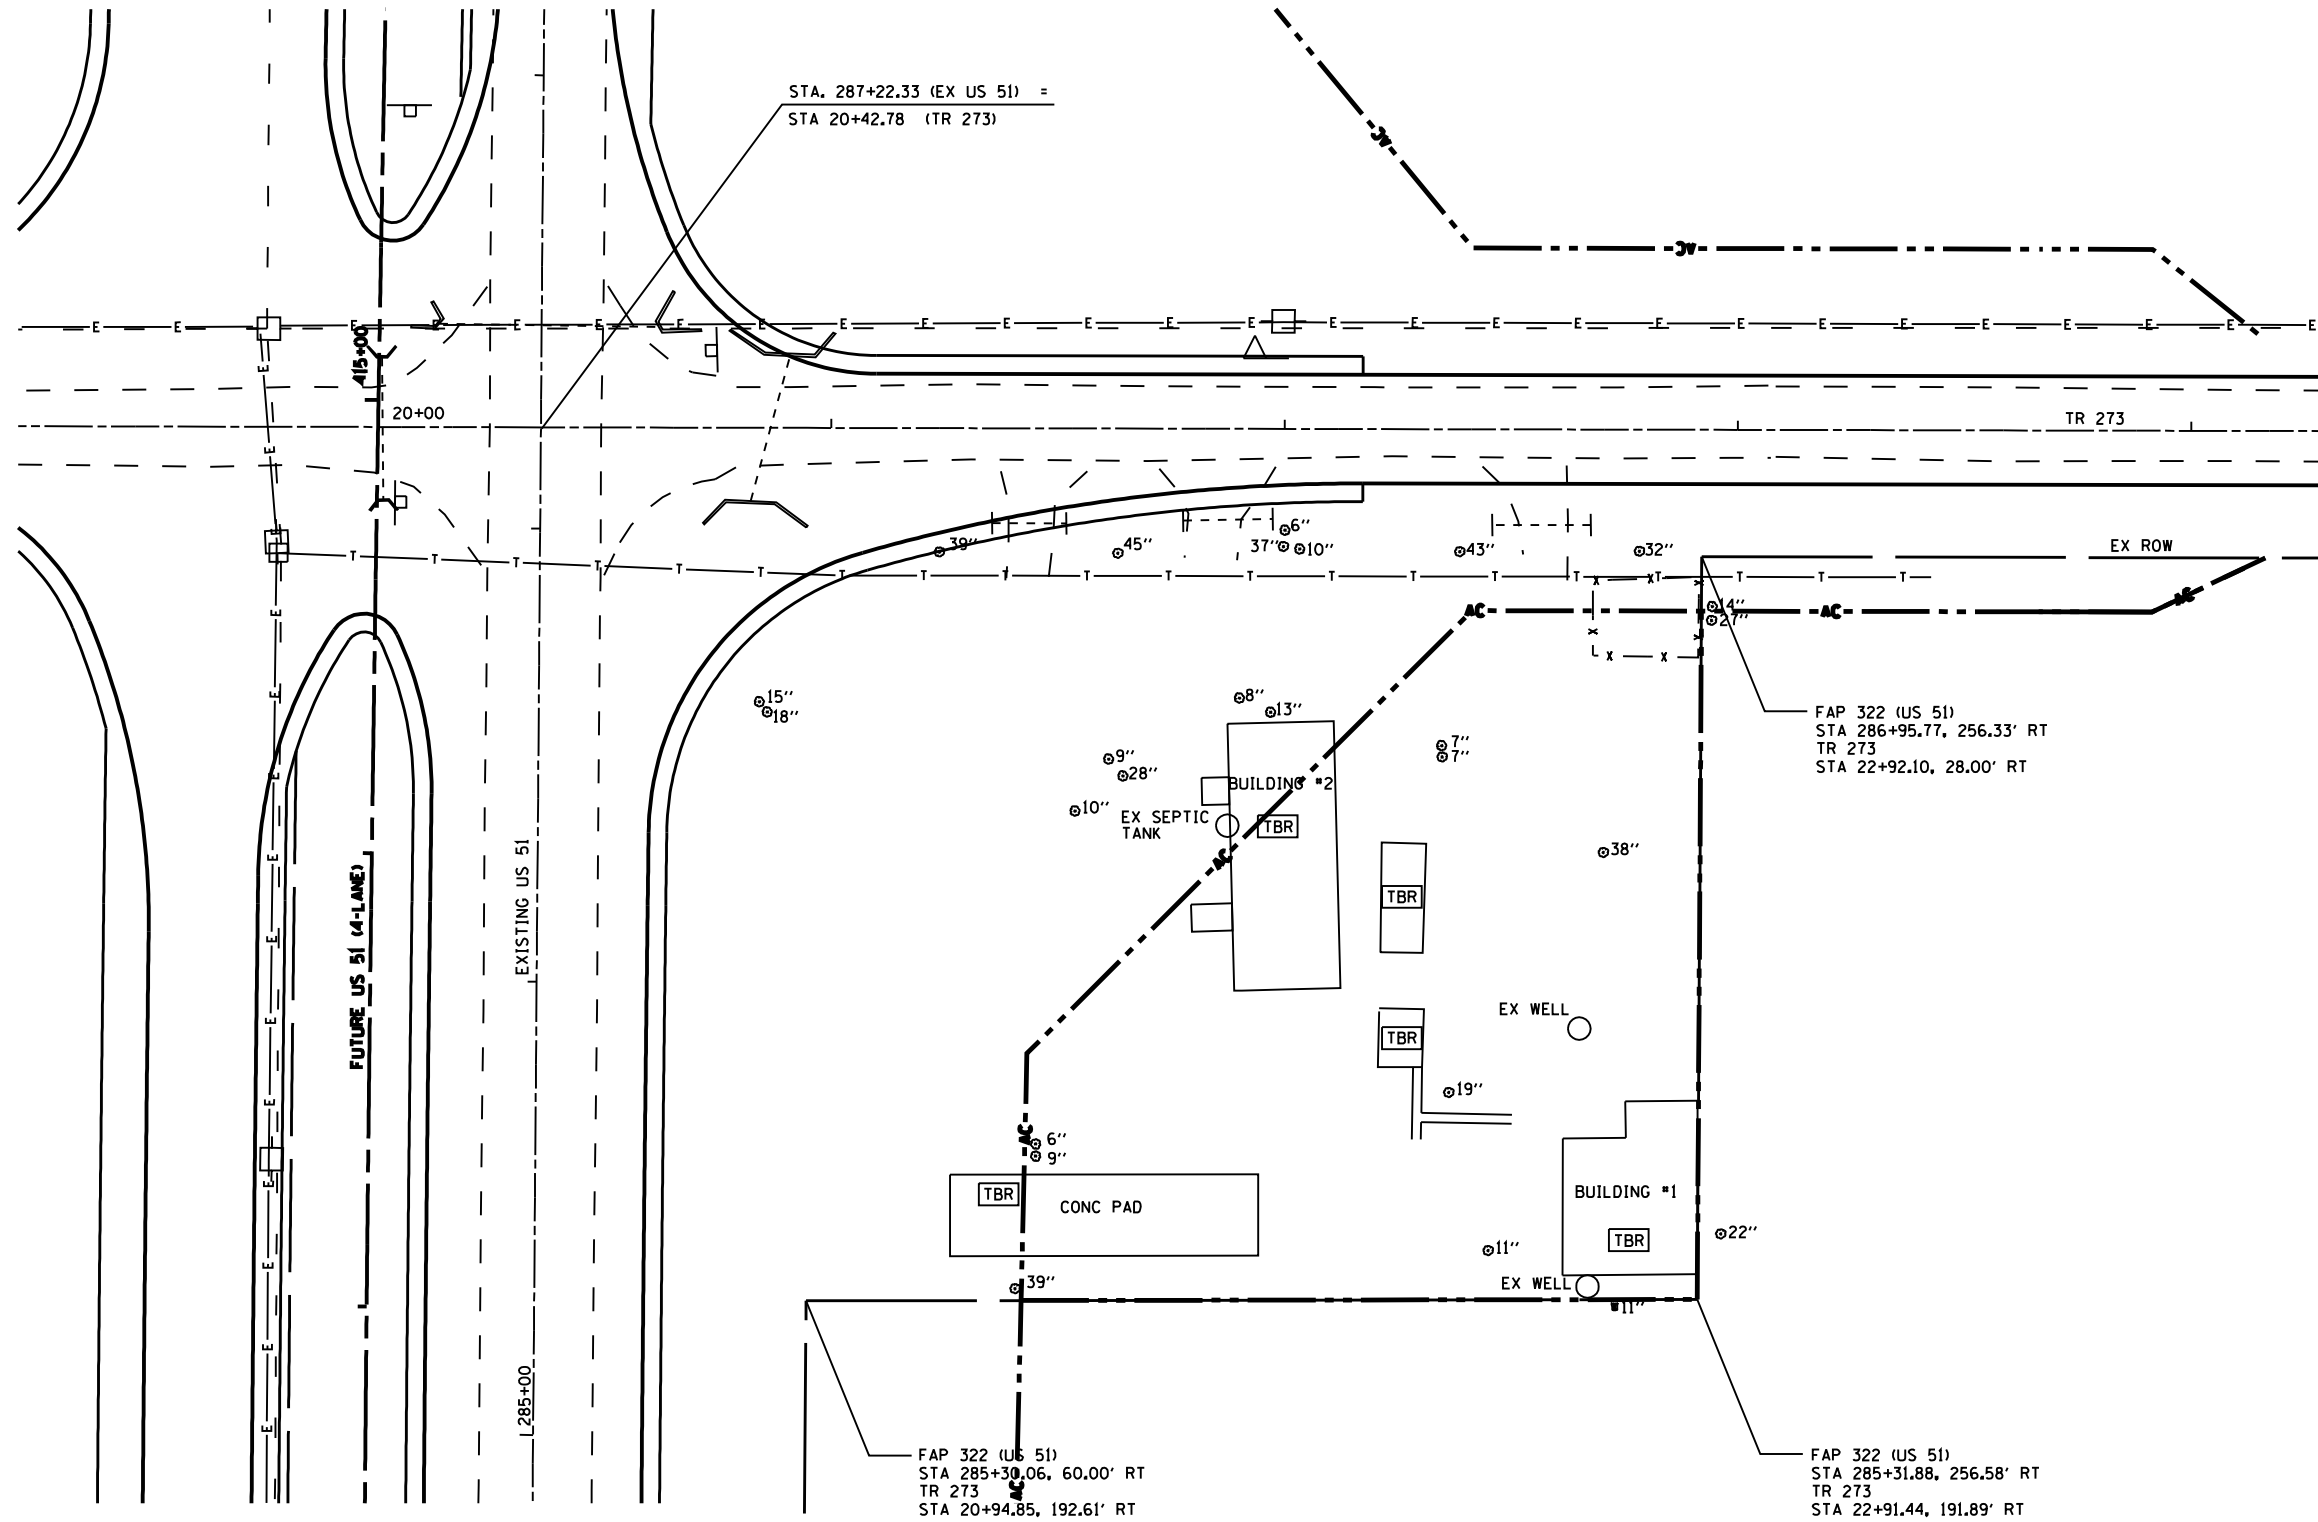 STA. 287+22.33 (EX US 51) =
STA 20+42.78 (TR 273)
AC
AC
E E E E E E E E E E E E E E E E E E E E E E E E E E E E
415+00
20+00
TR 273
6"
39"
45"
37"
10"
43"
32"
EX ROW
T T T T T T T T T T T T T T T T T T T T
AC
AC
AC
14"
27"
15"
18"
8"
13"
9"
28"
7"
7"
10"
EX SEPTIC
TANK
BUILDING #2
TBR
AC
38"
TBR
FAP 322 (US 51)
STA 286+95.77, 256.33' RT
TR 273
STA 22+92.10, 28.00' RT
FUTURE US 51 (4-LANE)
EXISTING US 51
EX WELL
TBR
19"
AC
6"
9"
TBR
CONC PAD
BUILDING #1
TBR
22"
11"
39"
EX WELL
11"
285+00
FAP 322 (US 51)
STA 285+30.06, 60.00' RT
TR 273
STA 20+94.85, 192.61' RT
AC
FAP 322 (US 51)
STA 285+31.88, 256.58' RT
TR 273
STA 22+91.44, 191.89' RT